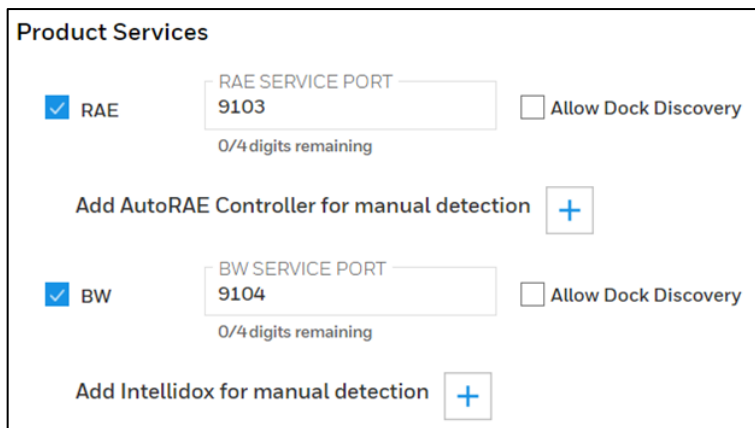 Product Services
RAE SERVICE PORT
RAE 9103 Allow Dock Discovery
0/4 digits remaining
Add AutoRAE Controller for manual detection +
BW SERVICE PORT
BW 9104 Allow Dock Discovery
0/4 digits remaining
Add Intellidox for manual detection +